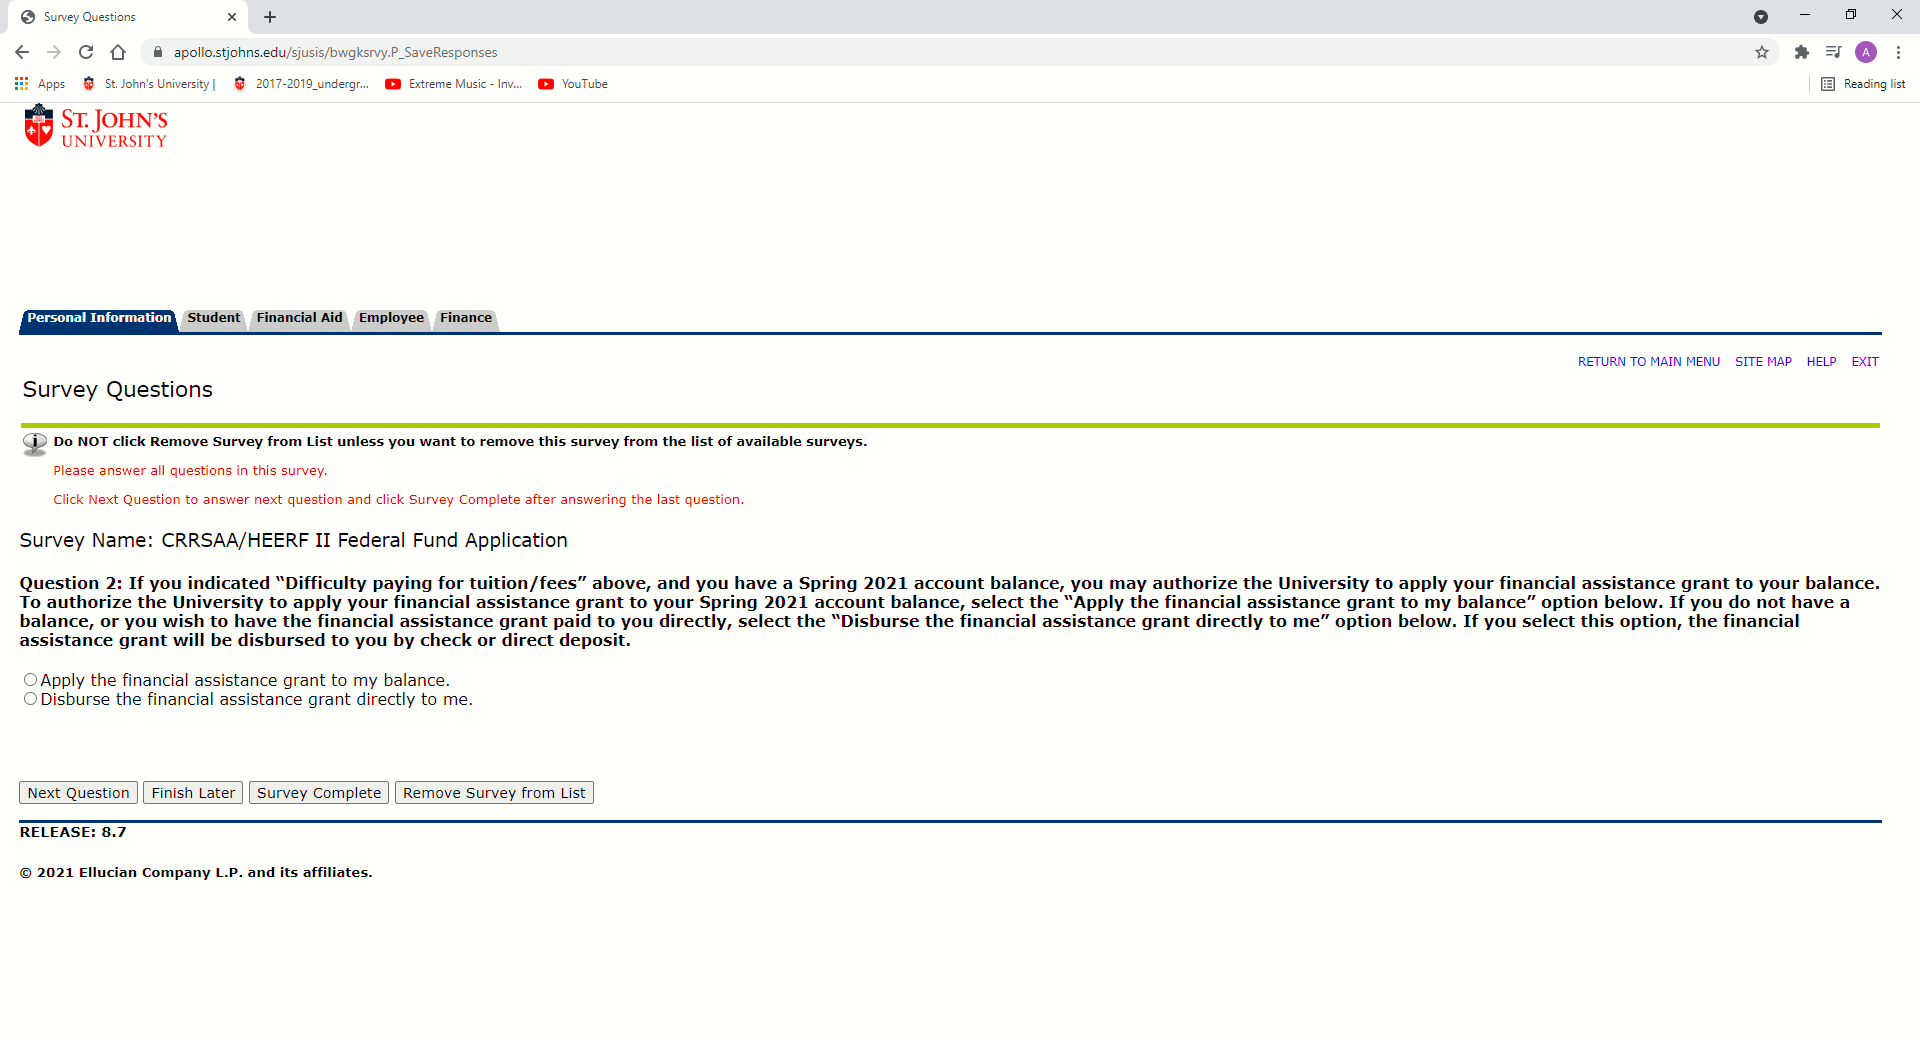 Survey Questions
apollo.stjohns.edu/sjusis/bwgksrvy.P_SaveResponses
A
Apps
St. John's University |
2017-2019_undergr...
Extreme Music - Inv...
YouTube
Reading list
ST. JOHN'S
UNIVERSITY
Personal Information
Student
Financial Aid
Employee
Finance
RETURN TO MAIN MENU
SITE MAP
HELP
EXIT
Survey Questions
Do NOT click Remove Survey from List unless you want to remove this survey from the list of available surveys.
Please answer all questions in this survey.
Click Next Question to answer next question and click Survey Complete after answering the last question.
Survey Name: CRRSAA/HEERF II Federal Fund Application
Question 2: If you indicated “Difficulty paying for tuition/fees” above, and you have a Spring 2021 account balance, you may authorize the University to apply your financial assistance grant to your balance.
To authorize the University to apply your financial assistance grant to your Spring 2021 account balance, select the “Apply the financial assistance grant to my balance” option below. If you do not have a
balance, or you wish to have the financial assistance grant paid to you directly, select the “Disburse the financial assistance grant directly to me” option below. If you select this option, the financial
assistance grant will be disbursed to you by check or direct deposit.
Apply the financial assistance grant to my balance.
Disburse the financial assistance grant directly to me.
Next Question
Finish Later
Survey Complete
Remove Survey from List
RELEASE: 8.7
© 2021 Ellucian Company L.P. and its affiliates.